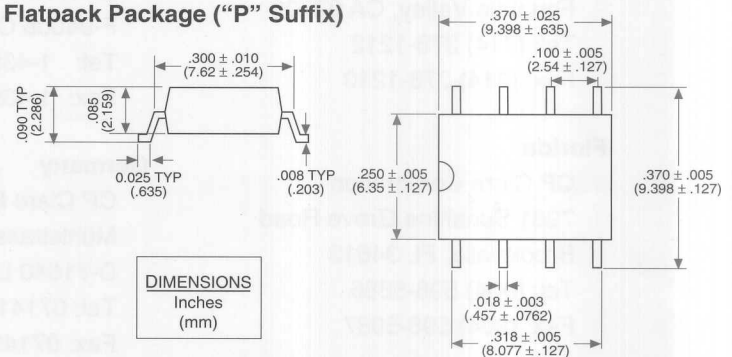 Flatpack Package (“P” Suffix)
.300 ± .010
(7.62 ± .254)
.090 TYP
(2.286)
.085
(2.159)
0.025 TYP
(.635)
.008 TYP
(.203)
DIMENSIONS
Inches
(mm)
.370 ± .025
(9.398 ± .635)
.100 ± .005
(2.54 ± .127)
.250 ± .005
(6.35 ± .127)
.370 ± .005
(9.398 ± .127)
.018 ± .003
(.457 ± .0762)
.318 ± .005
(8.077 ± .127)